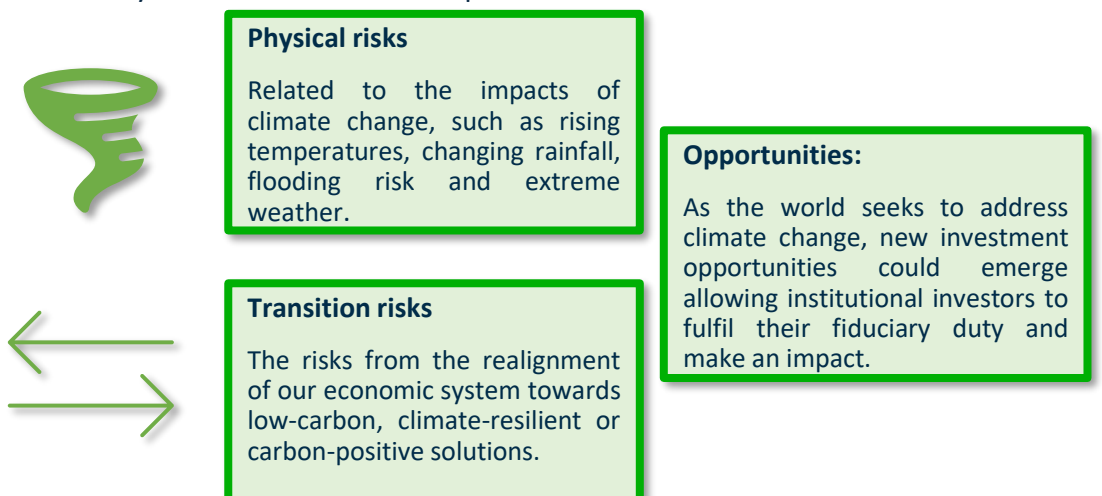 Physical risks
Related to the impacts of
climate change, such as rising
temperatures, changing rainfall,
flooding risk and extreme
weather.
Opportunities:
As the world seeks to address
climate change, new investment
opportunities could emerge
allowing institutional investors to
fulfil their fiduciary duty and
make an impact.
Transition risks
The risks from the realignment
of our economic system towards
low-carbon, climate-resilient or
carbon-positive solutions.